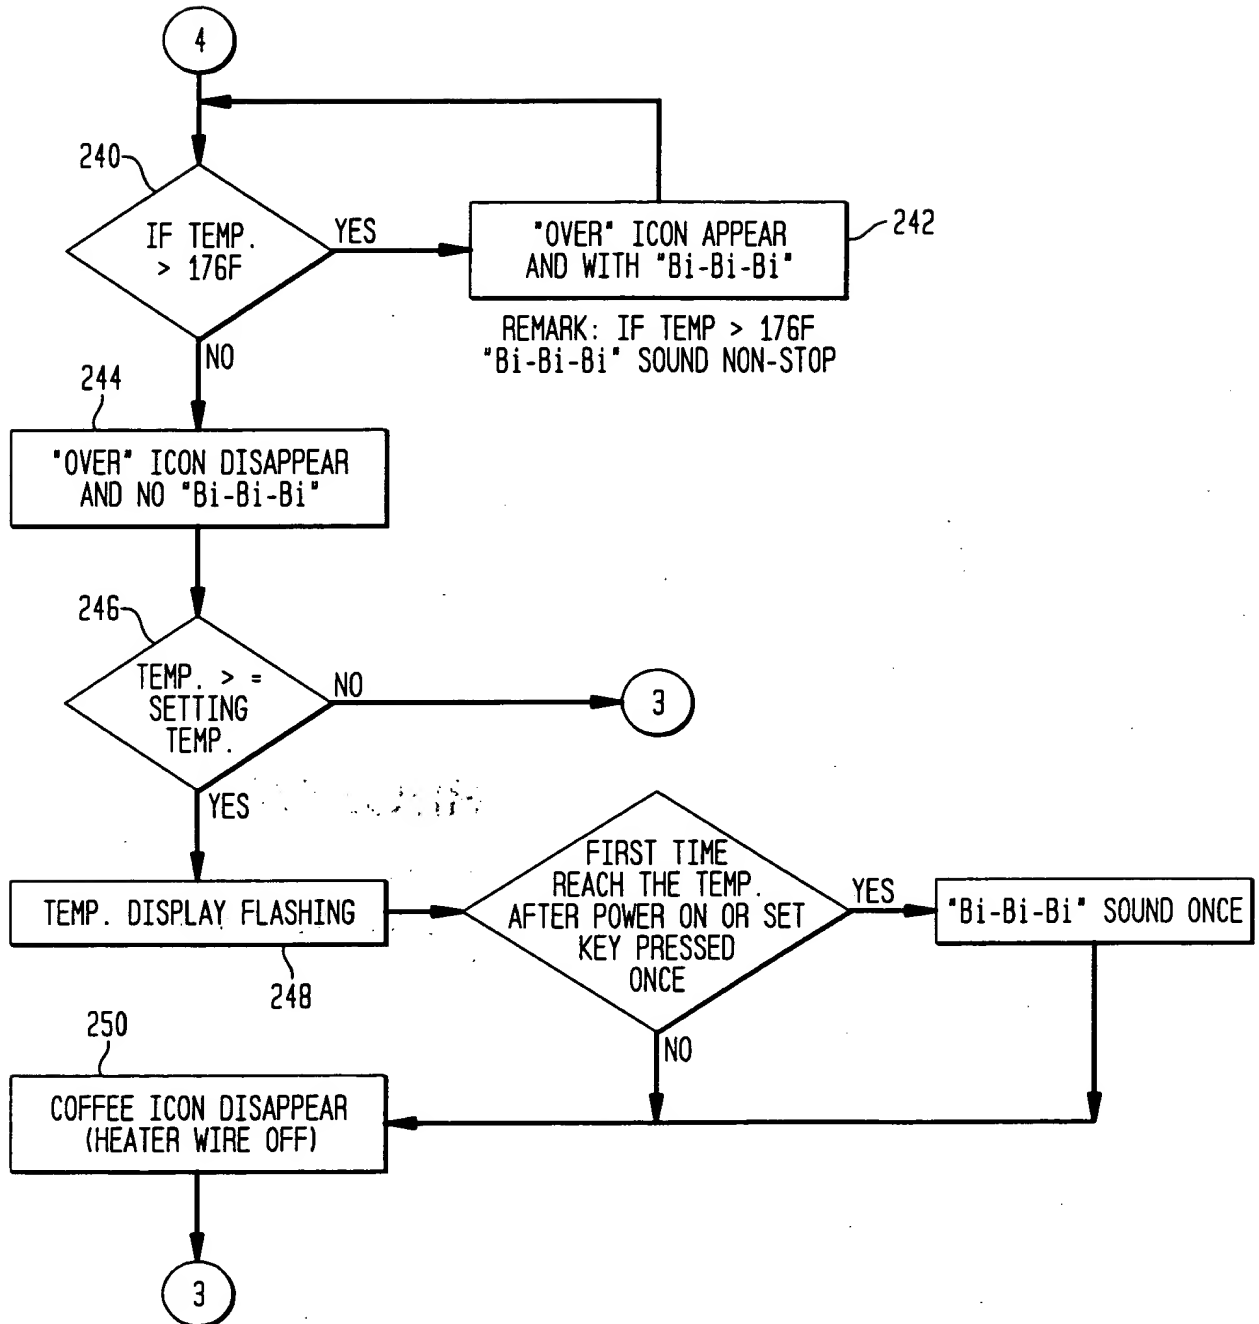 4
240
IF TEMP.
> 176F
YES
"OVER" ICON APPEAR
AND WITH "Bi-Bi-Bi"
242
REMARK: IF TEMP > 176F
"Bi-Bi-Bi" SOUND NON-STOP
NO
244
"OVER" ICON DISAPPEAR
AND NO "Bi-Bi-Bi"
246
TEMP. > =
SETTING
TEMP.
NO
3
YES
TEMP. DISPLAY FLASHING
248
FIRST TIME
REACH THE TEMP.
AFTER POWER ON OR SET
KEY PRESSED
ONCE
YES
"Bi-Bi-Bi" SOUND ONCE
NO
250
COFFEE ICON DISAPPEAR
(HEATER WIRE OFF)
3